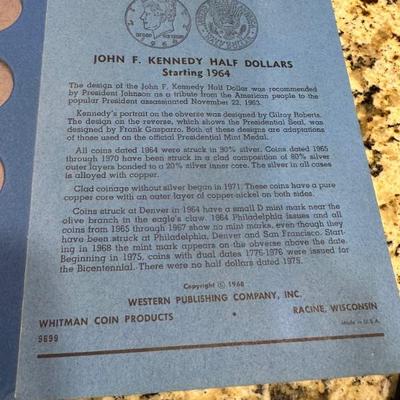 JOHN F. KENNEDY HALF DOLLARS
Starting 1964
The design of the John F. Kennedy Half Dollar was recommended
by President Johnson as a tribute from the American people to the
popular President assassinated November 22, 1963.
Kennedy's portrait on the obverse was designed by Gilroy Roberts.
The design on the reverse, which shows the Presidential Seal, was
designed by Frank Gasparro. Both of these designs are adaptations
of those used on the official Presidential Mint Medal.
All coins dated 1964 were struck in 90% silver. Coins dated 1965
through 1970 have been struck in a clad composition of 80% silver
outer layers bonded to a 20% silver inner core. The silver in all cases
is alloyed with copper.
Clad coinage without silver began in 1971. These coins have a pure
copper core with an outer layer of copper-nickel on both sides.
Coins struck at Denver in 1964 have a small D mint mark near the
olive branch in the eagle's claw. 1964 Philadelphia issues and all
coins from 1965 through 1967 show no mint marks, even though they
have been struck at Philadelphia, Denver and San Francisco. Start-
ing in 1968 the mint mark appears on the obverse above the date.
Beginning in 1975, coins with dual dates 1776-1976 were issued for
the Bicentennial. There were no half dollars dated 1975.
Copyright © 1968
WESTERN PUBLISHING COMPANY, INC.
WHITMAN COIN PRODUCTS • RACINE, WISCONSIN
9699 Made in U.S.A.